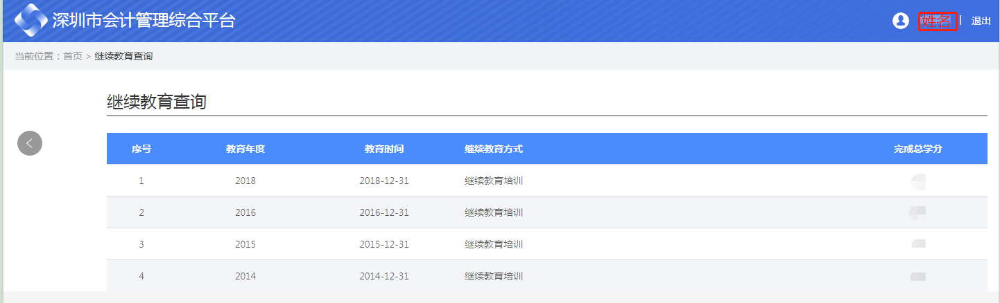 深圳市会计管理综合平台 姓名 | 退出
当前位置：首页 > 继续教育查询
继续教育查询
序号 教育年度 教育时间 继续教育方式 完成总学分
1 2018 2018-12-31 继续教育培训
2 2016 2016-12-31 继续教育培训
3 2015 2015-12-31 继续教育培训
4 2014 2014-12-31 继续教育培训